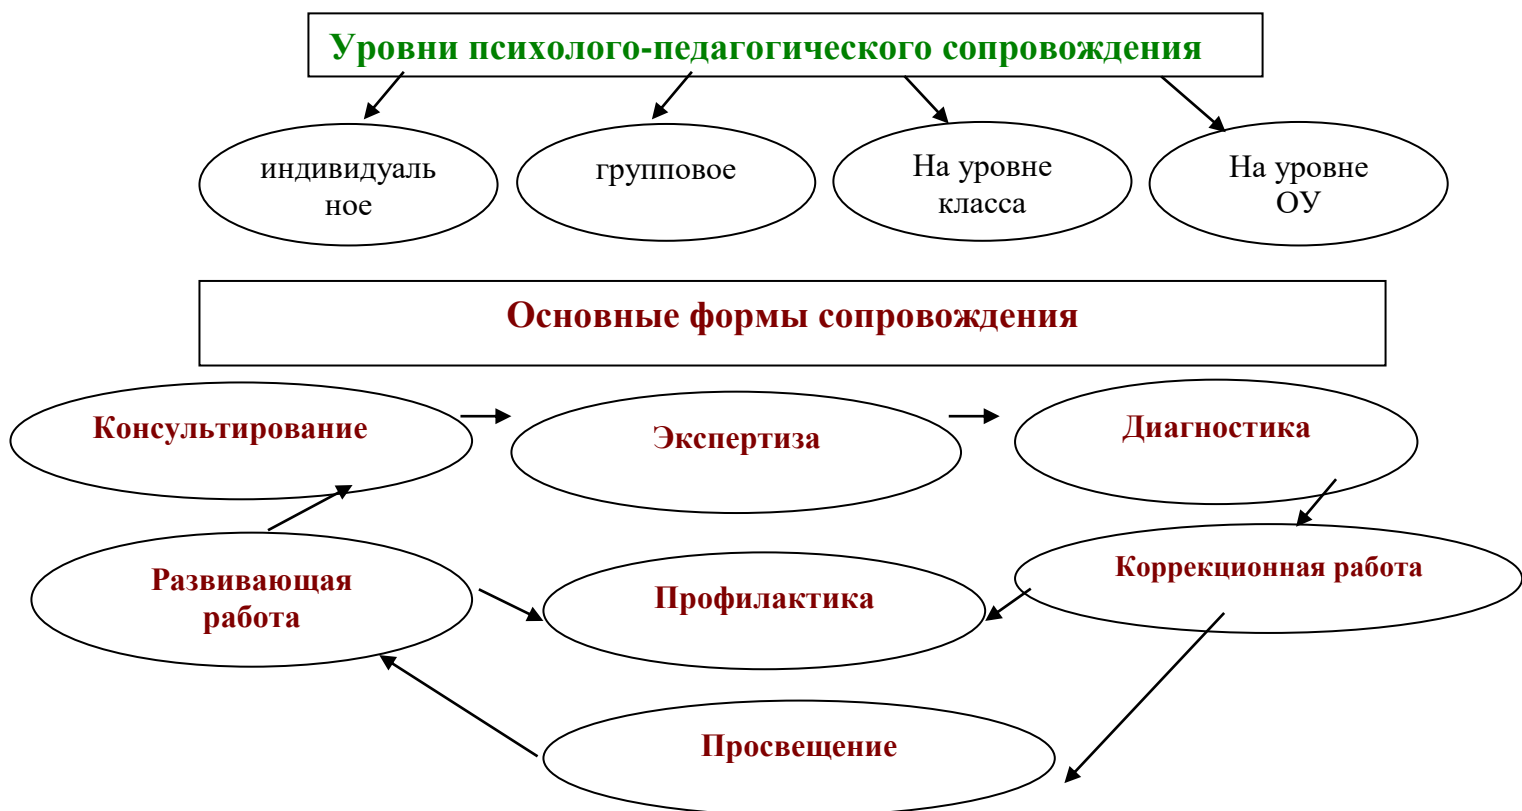 Уровни психолого-педагогического сопровождения
индивидуаль
ное
групповое
На уровне
класса
На уровне
ОУ
Основные формы сопровождения
Консультирование
Экспертиза
Диагностика
Развивающая
работа
Профилактика
Коррекционная работа
Просвещение